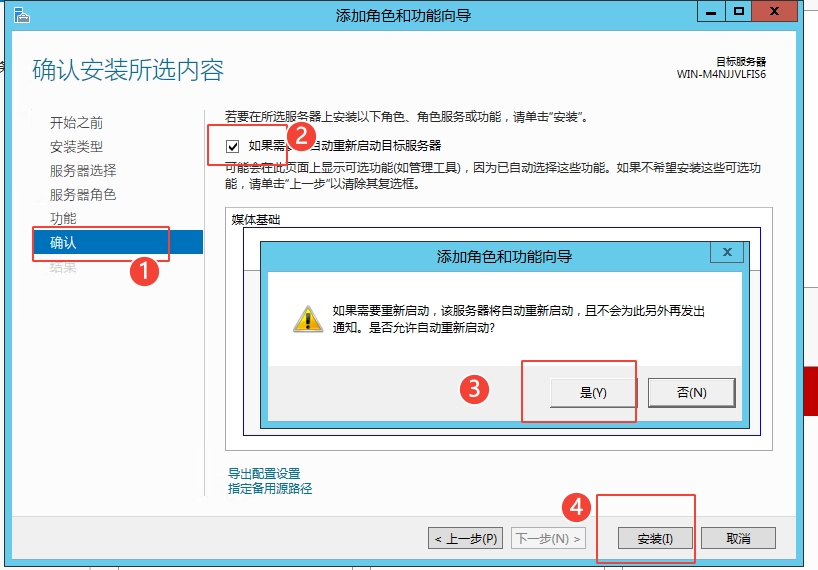 添加角色和功能向导
确认安装所选内容
目标服务器
WIN-M4NJJVLFIS6
开始之前
安装类型
服务器选择
服务器角色
功能
确认
结果
1
若要在所选服务器上安装以下角色、角色服务或功能，请单击"安装"。
如果需 自动重新启动目标服务器
2
可能会在此页面上显示可选功能(如管理工具)，因为已自动选择这些功能。如果不希望安装这些可选功
能，请单击"上一步"以清除其复选框。
媒体基础
添加角色和功能向导
如果需要重新启动，该服务器将自动重新启动，且不会为此另外再发出
通知。是否允许自动重新启动?
3
是(Y)
否(N)
导出配置设置
指定备用源路径
4
< 上一步(P)
下一步(N) >
安装(I)
取消